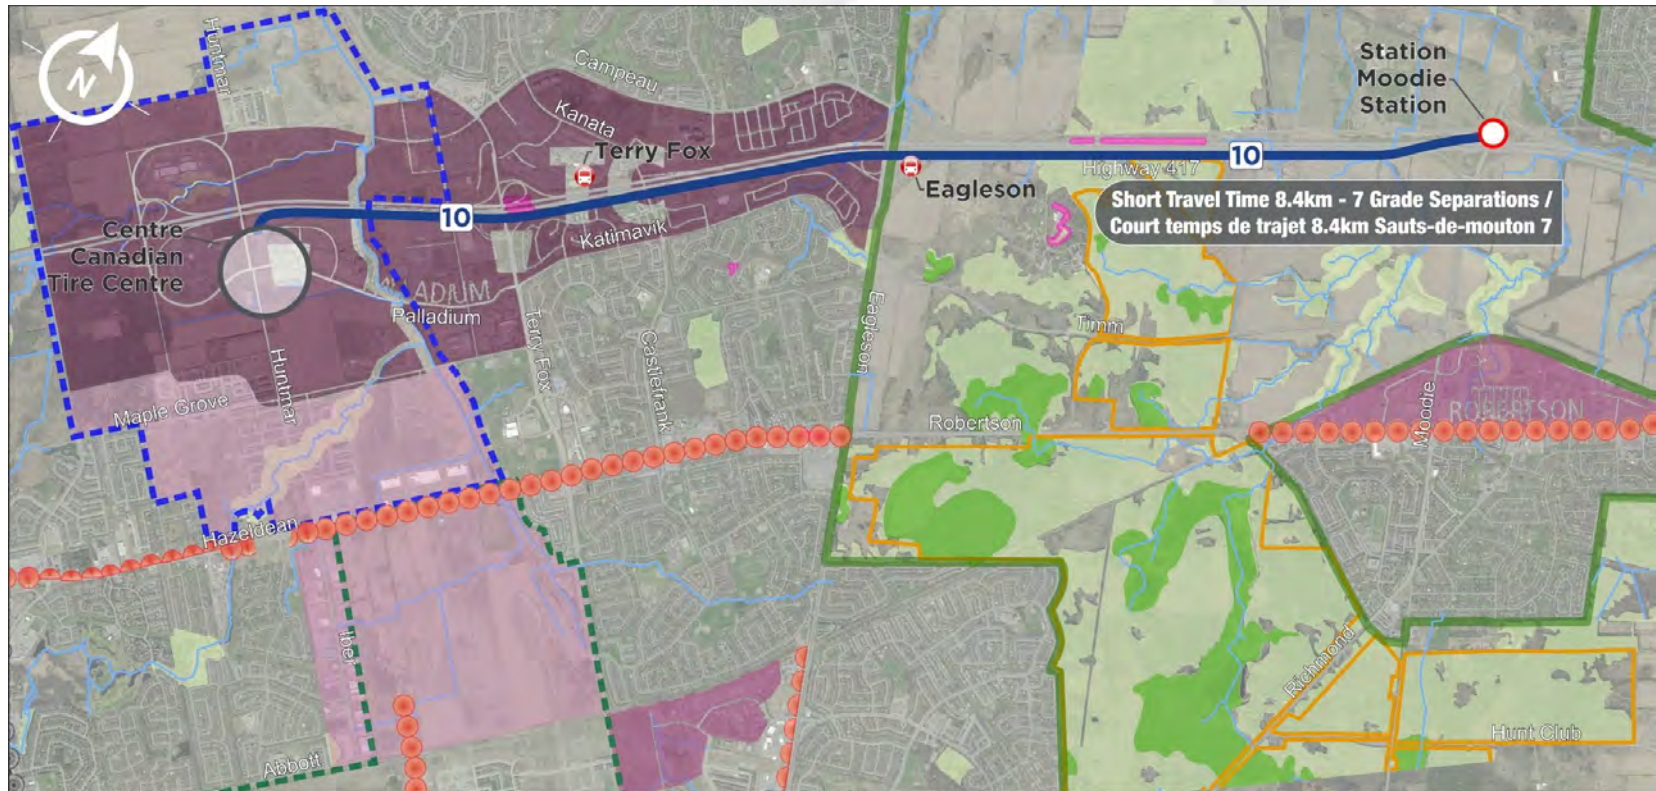 Huntmar
N
Campeau
Kanata
Terry Fox
Station
Moodie
Station
10
Highway 417
Eagleson
Short Travel Time 8.4km - 7 Grade Separations /
Court temps de trajet 8.4km Sauts-de-mouton 7
10
Centre
Canadian
Tire Centre
Katimavik
PALLADIUM
Palladium
Terry Fox
Castlefrank
Eagleson
Timm
Huntmar
Maple Grove
Robertson
Moodie
ROBERTSON
Hazeldean
Iber
Abbott
Richmond
Hunt Club